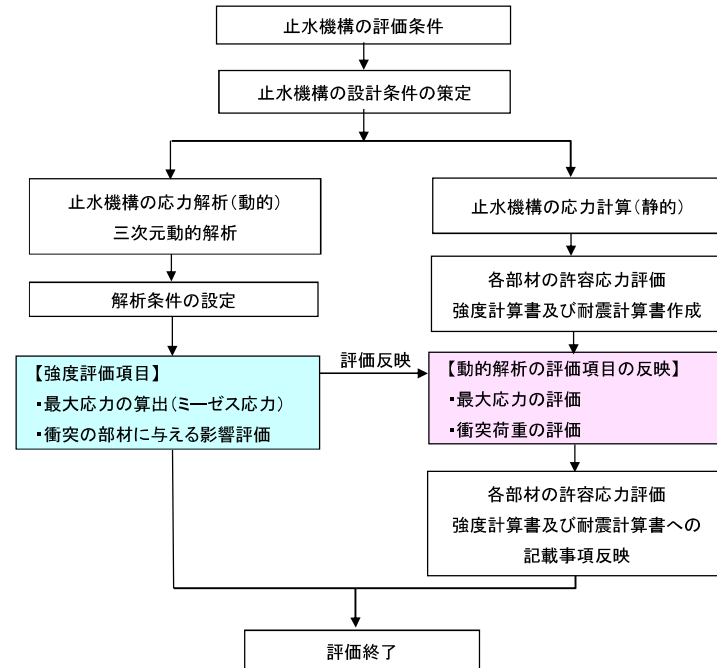 止水機構の評価条件
止水機構の設計条件の策定
止水機構の応力解析(動的)
三次元動的解析
解析条件の設定
【強度評価項目】
・最大応力の算出(ミーゼス応力)
・衝突の部材に与える影響評価
評価反映
止水機構の応力計算(静的)
各部材の許容応力評価
強度計算書及び耐震計算書作成
【動的解析の評価項目の反映】
・最大応力の評価
・衝突荷重の評価
各部材の許容応力評価
強度計算書及び耐震計算書への
記載事項反映
評価終了